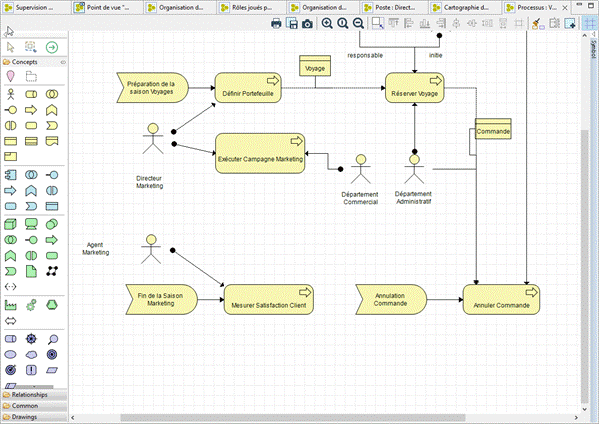 Supervision ...
Point de vue "...
Organisation d...
Rôles joués p...
Organisation d...
Poste : Direct...
Cartographie d...
Processus : V...
Concepts
Symbol
responsable
initie
Voyage
Préparation de la
saison Voyages
Définir Portefeuille
Réserver Voyage
Commande
Exécuter Campagne Marketing
Directeur
Marketing
Département
Commercial
Département
Administratif
Agent
Marketing
Fin de la Saison
Marketing
Mesurer Satisfaction Client
Annulation
Commande
Annuler Commande
Relationships
Common
Drawings